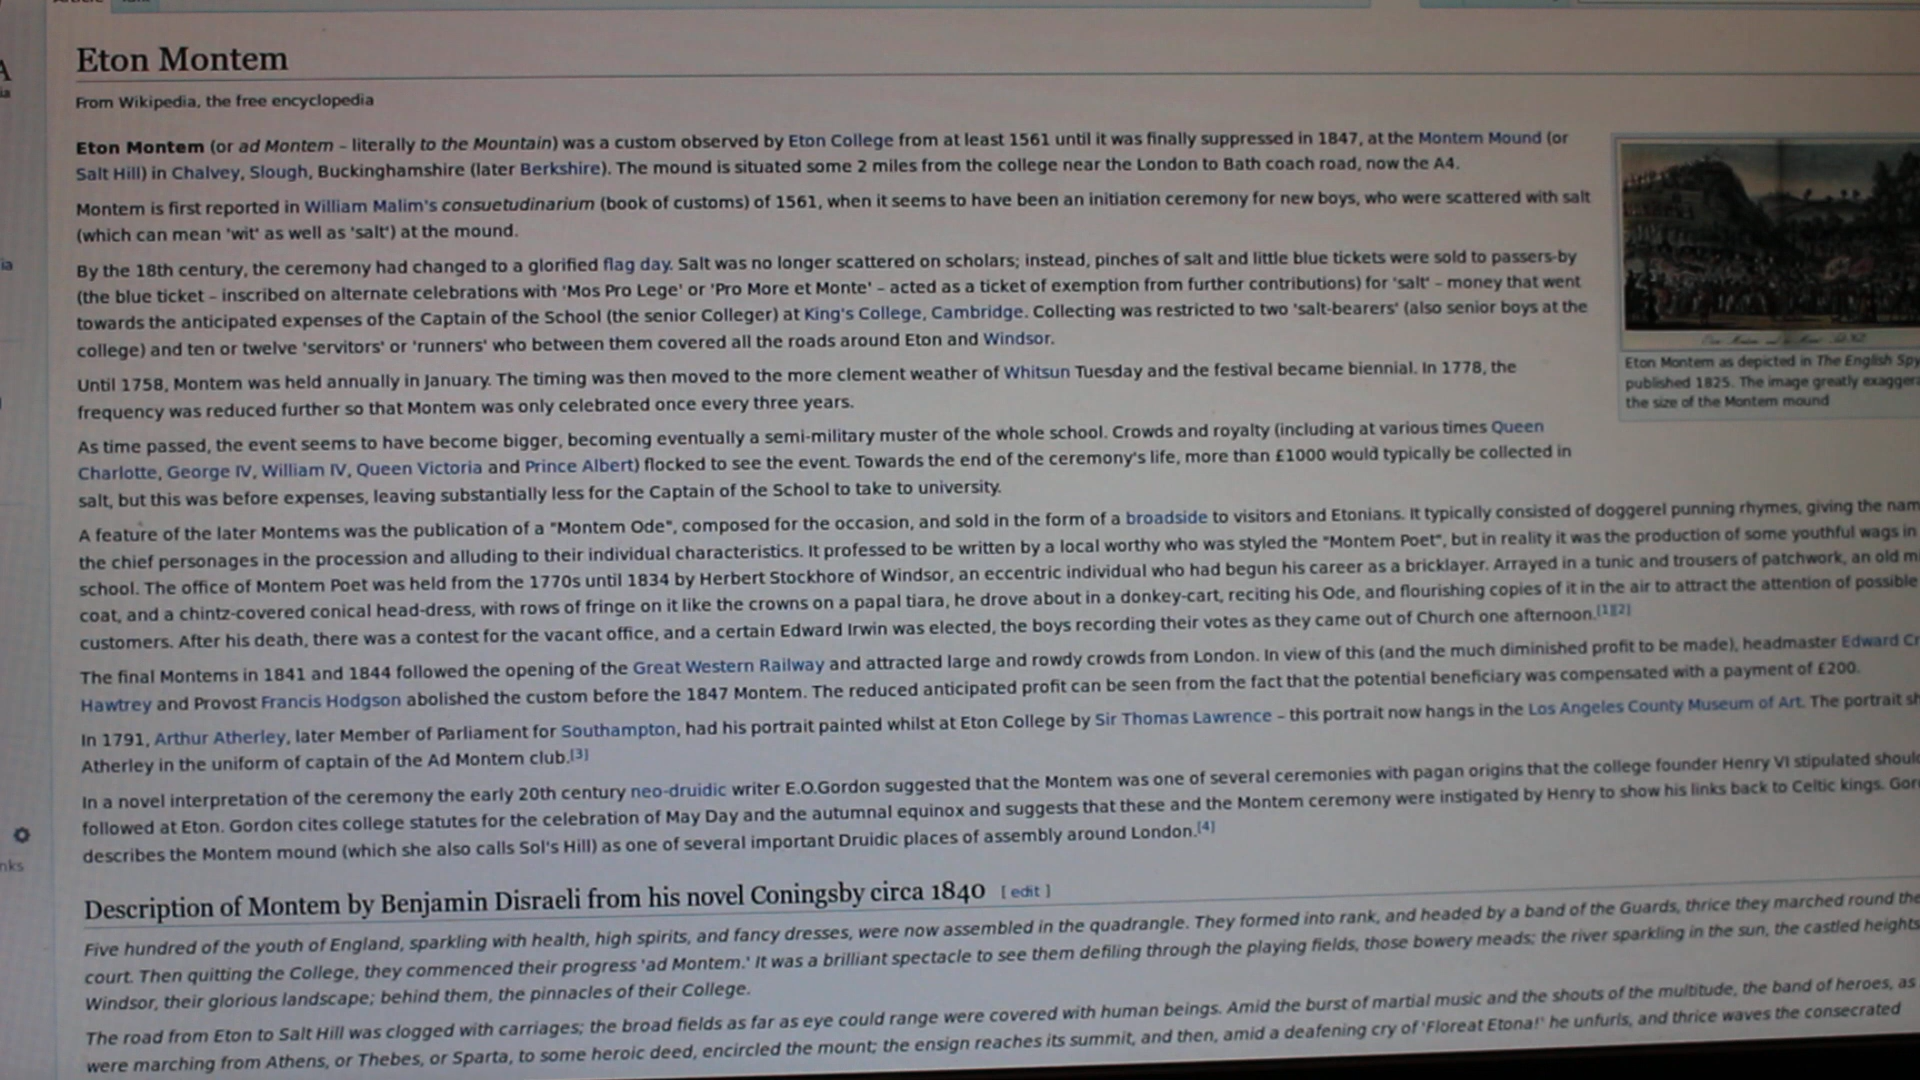 Eton Montem
From Wikipedia, the free encyclopedia
Eton Montem (or ad Montem – literally to the Mountain) was a custom observed by Eton College from at least 1561 until it was finally suppressed in 1847, at the Montem Mound (or
Salt Hill) in Chalvey, Slough, Buckinghamshire (later Berkshire). The mound is situated some 2 miles from the college near the London to Bath coach road, now the A4.
Montem is first reported in William Malim's consuetudinarium (book of customs) of 1561, when it seems to have been an initiation ceremony for new boys, who were scattered with salt
(which can mean 'wit' as well as 'salt') at the mound.
By the 18th century, the ceremony had changed to a glorified flag day. Salt was no longer scattered on scholars; instead, pinches of salt and little blue tickets were sold to passers-by
(the blue ticket – inscribed on alternate celebrations with 'Mos Pro Lege' or 'Pro More et Monte' – acted as a ticket of exemption from further contributions) for 'salt' – money that went
towards the anticipated expenses of the Captain of the School (the senior Colleger) at King's College, Cambridge. Collecting was restricted to two 'salt-bearers' (also senior boys at the
college) and ten or twelve 'servitors' or 'runners' who between them covered all the roads around Eton and Windsor.
Until 1758, Montem was held annually in January. The timing was then moved to the more clement weather of Whitsun Tuesday and the festival became biennial. In 1778, the
frequency was reduced further so that Montem was only celebrated once every three years.
As time passed, the event seems to have become bigger, becoming eventually a semi-military muster of the whole school. Crowds and royalty (including at various times Queen
Charlotte, George IV, William IV, Queen Victoria and Prince Albert) flocked to see the event. Towards the end of the ceremony's life, more than £1000 would typically be collected in
salt, but this was before expenses, leaving substantially less for the Captain of the School to take to university.
Eton Montem as depicted in The English Spy
published 1825. The image greatly
the size of the Montem mound
A feature of the later Montems was the publication of a "Montem Ode", composed for the occasion, and sold in the form of a broadside to visitors and Etonians. It typically consisted of doggerel punning rhymes, giving the nam
the chief personages in the procession and alluding to their individual characteristics. It professed to be written by a local worthy who was styled the "Montem Poet", but in reality it was the production of some youthful wags in
school. The office of Montem Poet was held from the 1770s until 1834 by Herbert Stockhore of Windsor, an eccentric individual who had begun his career as a bricklayer. Arrayed in a tunic and trousers of patchwork, an old m
coat, and a chintz-covered conical head-dress, with rows of fringe on it like the crowns on a papal tiara, he drove about in a donkey-cart, reciting his Ode, and flourishing copies of it in the air to attract the attention of possible
customers. After his death, there was a contest for the vacant office, and a certain Edward Irwin was elected, the boys recording their votes as they came out of Church one afternoon.[1][2]
The final Montems in 1841 and 1844 followed the opening of the Great Western Railway and attracted large and rowdy crowds from London. In view of this (and the much diminished profit to be made), headmaster Edward Cr
Hawtrey and Provost Francis Hodgson abolished the custom before the 1847 Montem. The reduced anticipated profit can be seen from the fact that the potential beneficiary was compensated with a payment of £200.
In 1791, Arthur Atherley, later Member of Parliament for Southampton, had his portrait painted whilst at Eton College by Sir Thomas Lawrence – this portrait now hangs in the Los Angeles County Museum of Art. The portrait sh
Atherley in the uniform of captain of the Ad Montem club.[3]
In a novel interpretation of the ceremony the early 20th century neo-druidic writer E.O.Gordon suggested that the Montem was one of several ceremonies with pagan origins that the college founder Henry VI stipulated should
followed at Eton. Gordon cites college statutes for the celebration of May Day and the autumnal equinox and suggests that these and the Montem ceremony were instigated by Henry to show his links back to Celtic kings. Gor
describes the Montem mound (which she also calls Sol's Hill) as one of several important Druidic places of assembly around London.[4]
Description of Montem by Benjamin Disraeli from his novel Coningsby circa 1840 [ edit ]
Five hundred of the youth of England, sparkling with health, high spirits, and fancy dresses, were now assembled in the quadrangle. They formed into rank, and headed by a band of the Guards, thrice they marched round the
court. Then quitting the College, they commenced their progress 'ad Montem.' It was a brilliant spectacle to see them defiling through the playing fields, those bowery meads; the river sparkling in the sun, the castled heights
Windsor, their glorious landscape; behind them, the pinnacles of their College.
The road from Eton to Salt Hill was clogged with carriages; the broad fields as far as eye could range were covered with human beings. Amid the burst of martial music and the shouts of the multitude, the band of heroes, as
were marching from Athens, or Thebes, or Sparta, to some heroic deed, encircled the mount; the ensign reaches its summit, and then, amid a deafening cry of 'Floreat Etona!' he unfurls, and thrice waves the consecrated